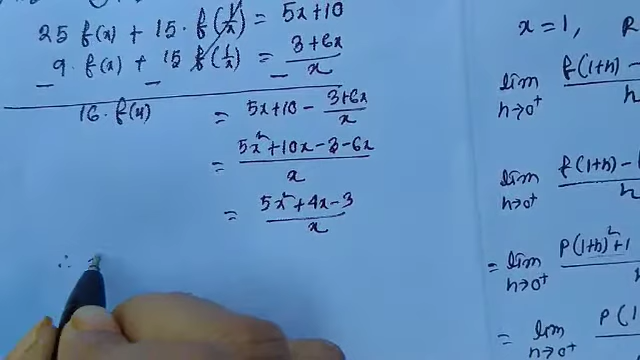 25 f(x) + 15 · f(1/x) = 5x+10
9 · f(x) + 15 f(1/x) = (3+6x)/x
− − −
16 · f(x) = 5x+10 − (3+6x)/x
= (5x²+10x−3−6x)/x
= (5x²+4x−3)/x
∴
x=1, R
lim h→0⁺ f(1+h) − / h
lim h→0⁺ f(1+h) −
= lim h→0⁺ P(1+h)²+1
= lim h→0⁺ P(1